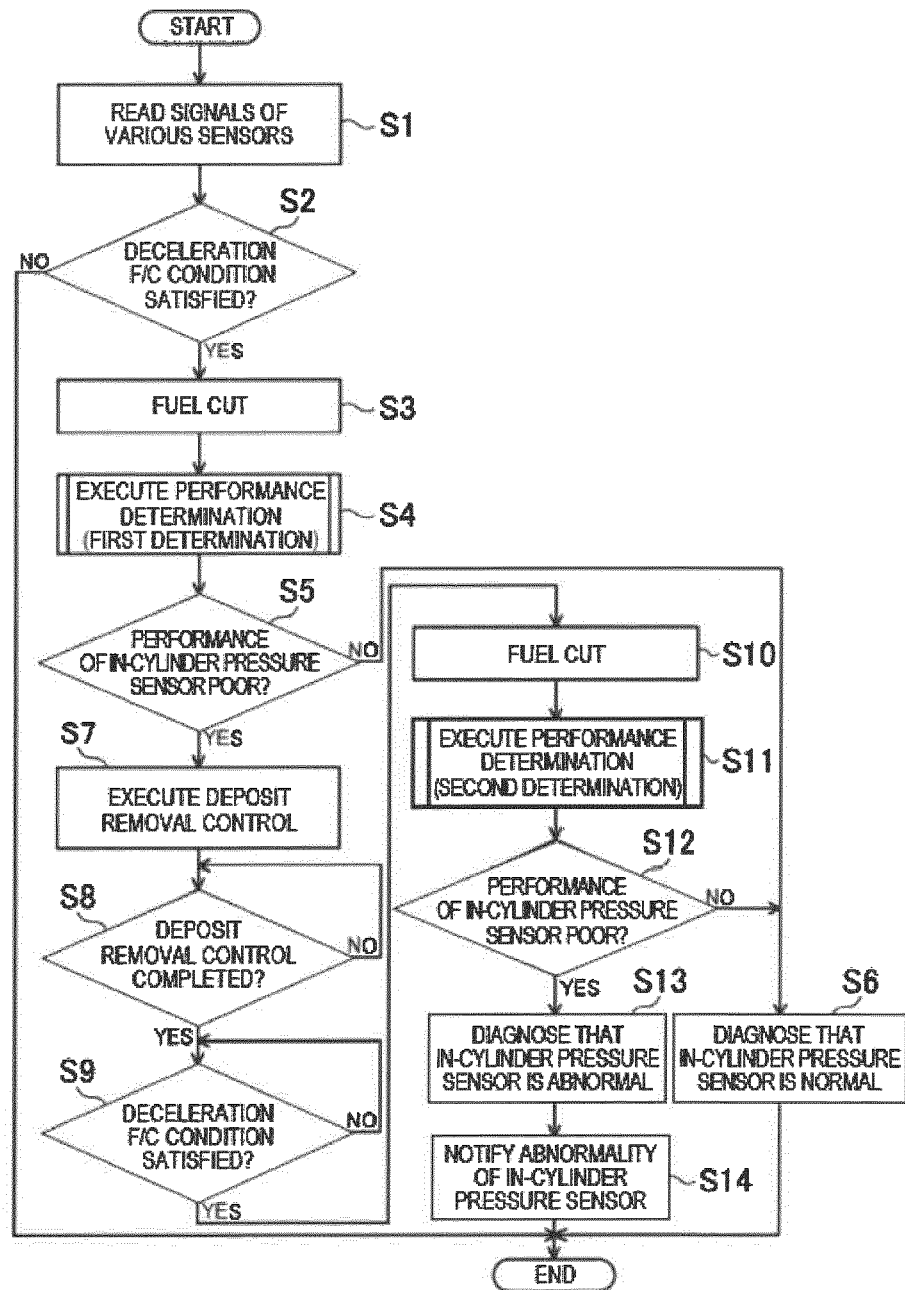 START
READ SIGNALS OF
VARIOUS SENSORS
S1
S2
DECELERATION
F/C CONDITION
SATISFIED?
NO
YES
FUEL CUT
S3
EXECUTE PERFORMANCE
DETERMINATION
(FIRST DETERMINATION)
S4
S5
PERFORMANCE
OF IN-CYLINDER PRESSURE
SENSOR POOR?
NO
YES
S7
EXECUTE DEPOSIT
REMOVAL CONTROL
S8
DEPOSIT
REMOVAL CONTROL
COMPLETED?
NO
YES
S9
DECELERATION
F/C CONDITION
SATISFIED?
NO
YES
FUEL CUT
S10
EXECUTE PERFORMANCE
DETERMINATION
(SECOND DETERMINATION)
S11
S12
PERFORMANCE
OF IN-CYLINDER PRESSURE
SENSOR POOR?
NO
YES
S13
DIAGNOSE THAT
IN-CYLINDER PRESSURE
SENSOR IS ABNORMAL
S6
DIAGNOSE THAT
IN-CYLINDER PRESSURE
SENSOR IS NORMAL
NOTIFY ABNORMALITY
OF IN-CYLINDER
PRESSURE SENSOR
S14
END